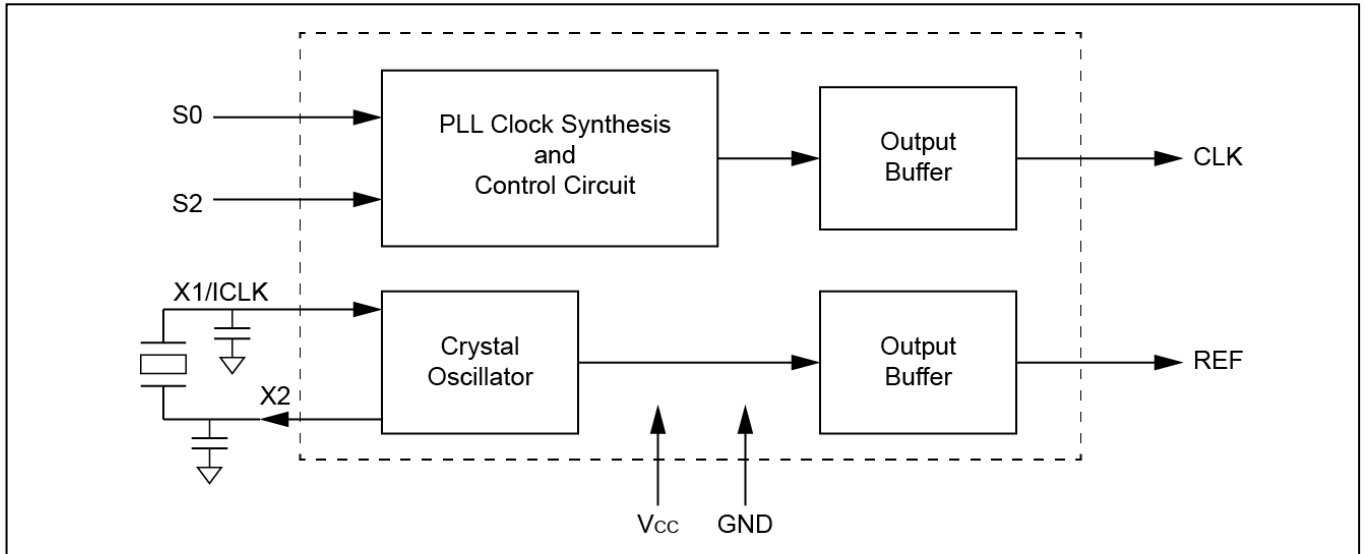 S0
S2
PLL Clock Synthesis
and
Control Circuit
Output
Buffer
CLK
X1/ICLK
X2
Crystal
Oscillator
Output
Buffer
REF
Vcc
GND